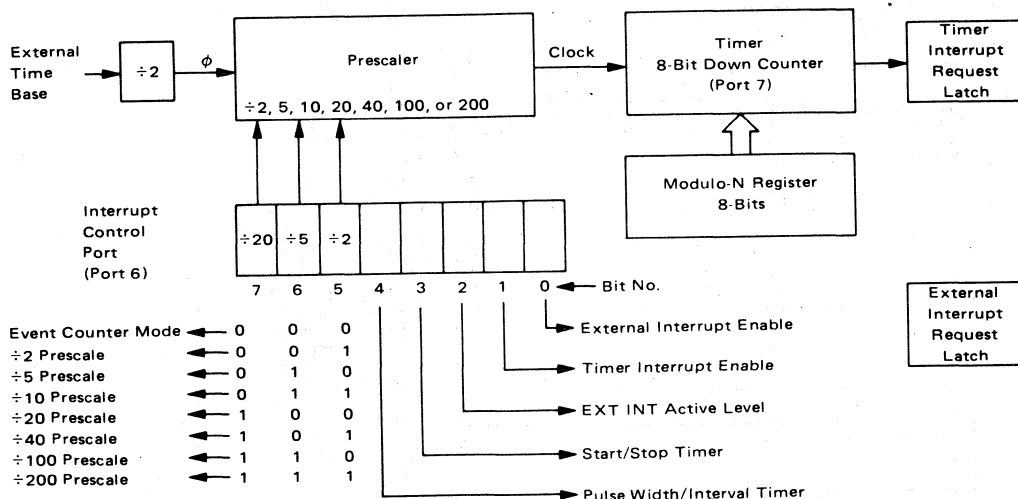 External
Time
Base
÷2
ϕ
Prescaler
÷2, 5, 10, 20, 40, 100, or 200
Clock
Timer
8-Bit Down Counter
(Port 7)
Timer
Interrupt
Request
Latch
Modulo-N Register
8-Bits
Interrupt
Control
Port
(Port 6)
÷20 ÷5 ÷2
7 6 5 4 3 2 1 0 Bit No.
External Interrupt Enable
Timer Interrupt Enable
EXT INT Active Level
Start/Stop Timer
Pulse Width/Interval Timer
Event Counter Mode 0 0 0
÷2 Prescale 0 0 1
÷5 Prescale 0 1 0
÷10 Prescale 0 1 1
÷20 Prescale 1 0 0
÷40 Prescale 1 0 1
÷100 Prescale 1 1 0
÷200 Prescale 1 1 1
External
Interrupt
Request
Latch